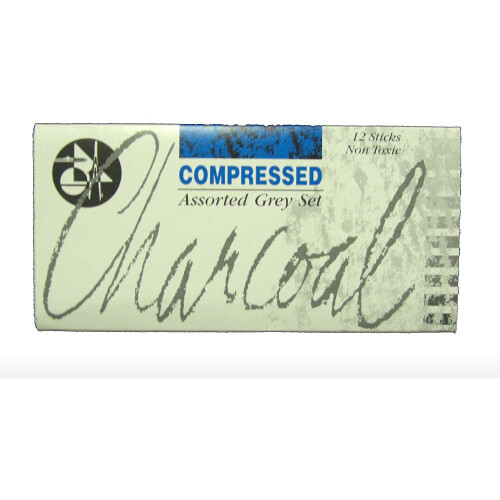 12 Sticks
Non Toxic
COMPRESSED
Assorted Grey Set
Charcoal